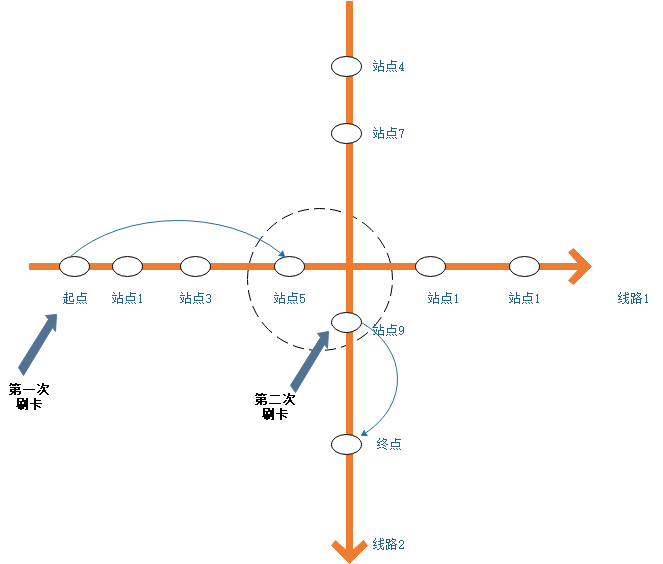 站点4
站点7
起点
站点1
站点3
站点5
站点1
站点1
线路1
站点9
第一次
刷卡
第二次
刷卡
终点
线路2